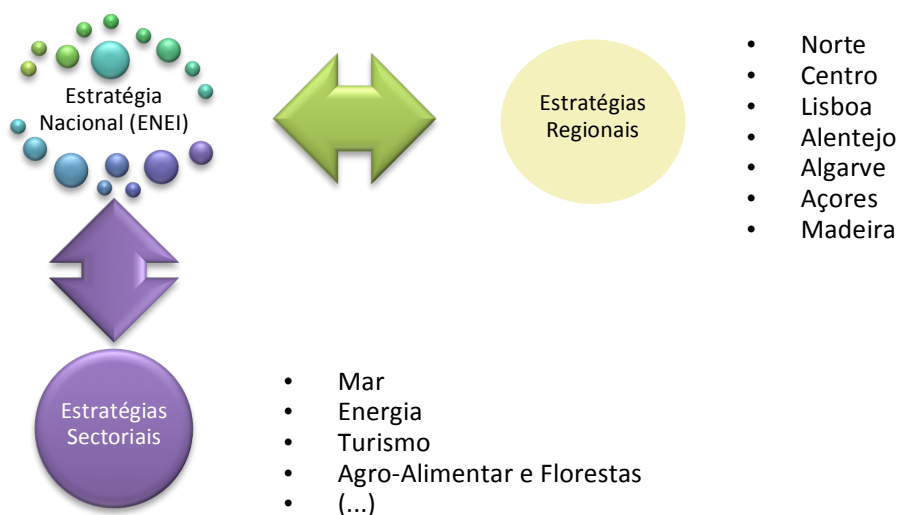 Estratégia
Nacional (ENEI)
Estratégias
Regionais
• Norte
• Centro
• Lisboa
• Alentejo
• Algarve
• Açores
• Madeira
Estratégias
Sectoriais
• Mar
• Energia
• Turismo
• Agro-Alimentar e Florestas
• (...)